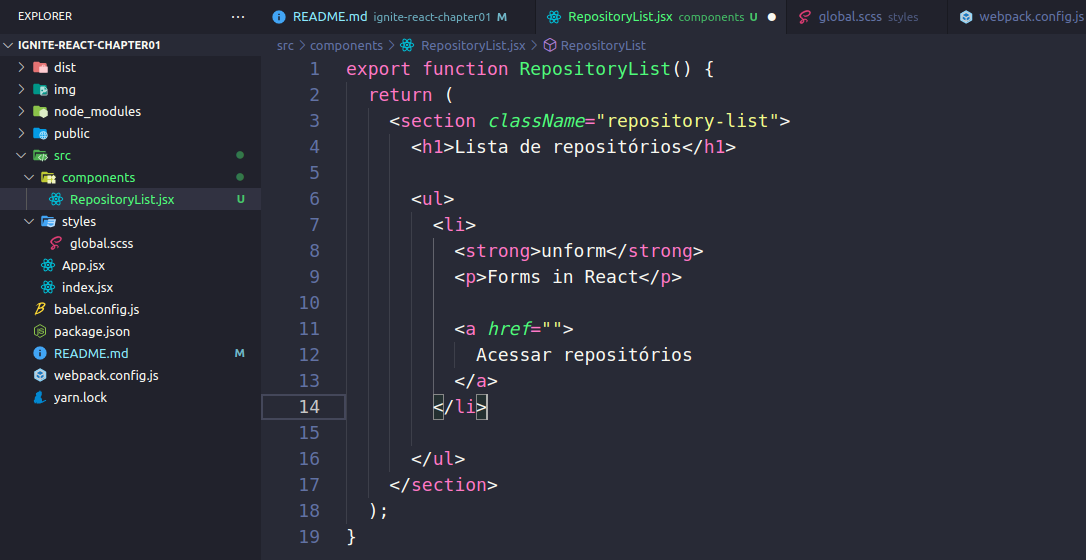 EXPLORER ...
IGNITE-REACT-CHAPTER01
dist
img
node_modules
public
src
components
RepositoryList.jsx U
styles
global.scss
App.jsx
index.jsx
babel.config.js
package.json
README.md M
webpack.config.js
yarn.lock
README.md ignite-react-chapter01 M
RepositoryList.jsx components U
global.scss styles
webpack.config.js
src > components > RepositoryList.jsx > RepositoryList
1 export function RepositoryList() {
2 return (
3 <section className="repository-list">
4 <h1>Lista de repositórios</h1>
5
6 <ul>
7 <li>
8 <strong>unform</strong>
9 <p>Forms in React</p>
10
11 <a href="">
12 Acessar repositórios
13 </a>
14 </li>
15
16 </ul>
17 </section>
18 );
19 }